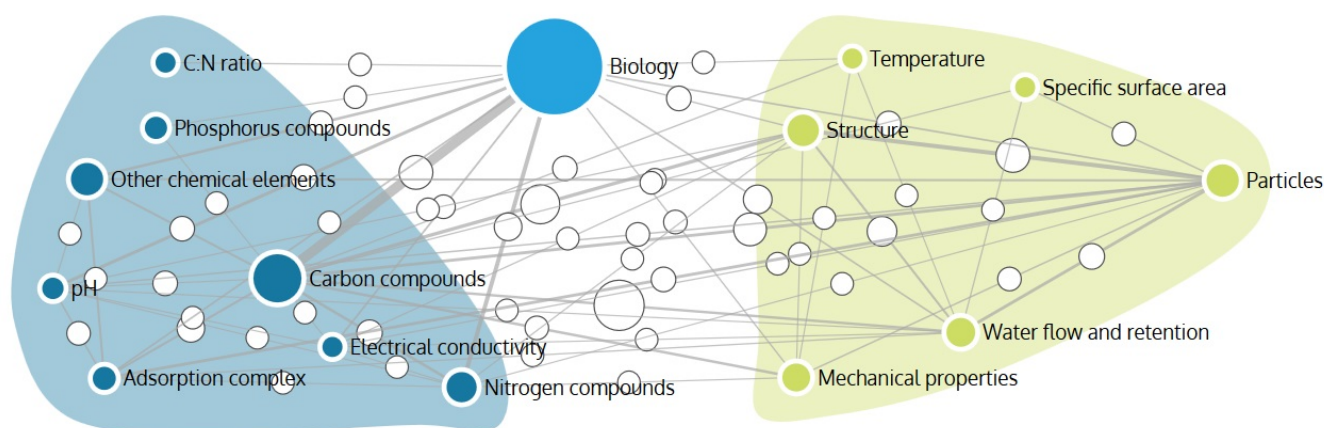 C:N ratio
Biology
Temperature
Specific surface area
Phosphorus compounds
Structure
Other chemical elements
Particles
Carbon compounds
pH
Water flow and retention
Electrical conductivity
Adsorption complex
Nitrogen compounds
Mechanical properties